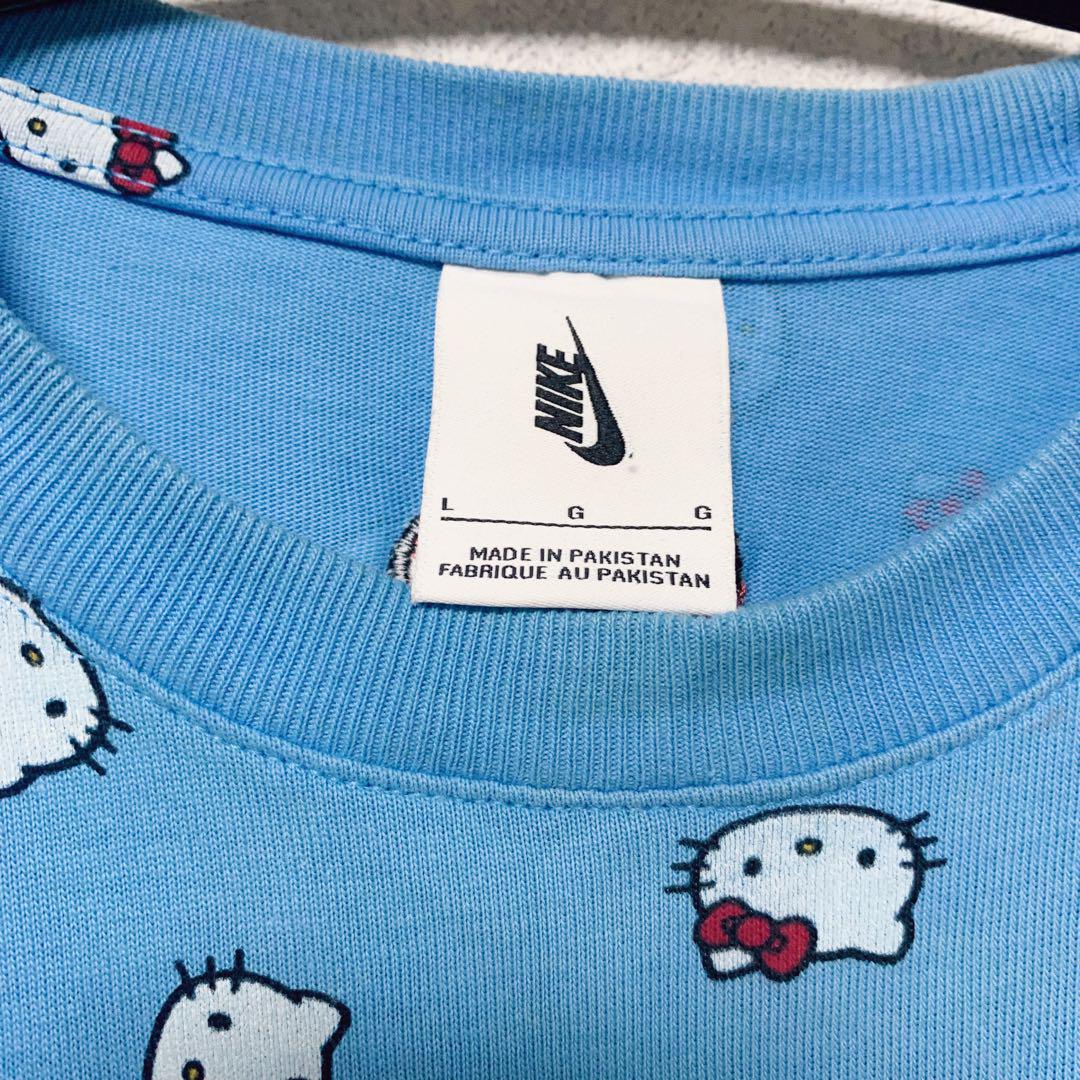 NIKE
L G G
MADE IN PAKISTAN
FABRIQUE AU PAKISTAN